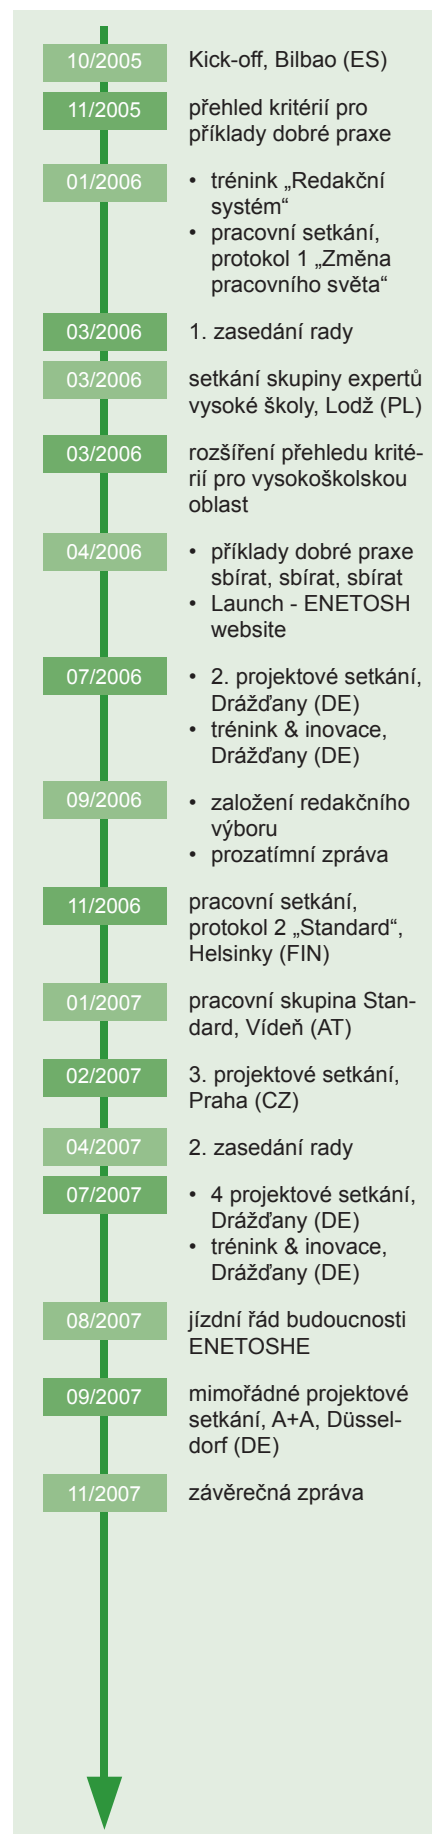 10/2005
Kick-off, Bilbao (ES)
11/2005
přehled kritérií pro
příklady dobré praxe
01/2006
• trénink „Redakční
systém“
• pracovní setkání,
protokol 1 „Změna
pracovního světa“
03/2006
1. zasedání rady
03/2006
setkání skupiny expertů
vysoké školy, Lodž (PL)
03/2006
rozšíření přehledu krité-
rií pro vysokoškolskou
oblast
04/2006
• příklady dobré praxe
sbírat, sbírat, sbírat
• Launch - ENETOSH
website
07/2006
• 2. projektové setkání,
Drážďany (DE)
• trénink & inovace,
Drážďany (DE)
09/2006
• založení redakčního
výboru
• prozatímní zpráva
11/2006
pracovní setkání,
protokol 2 „Standard“,
Helsinky (FIN)
01/2007
pracovní skupina Stan-
dard, Vídeň (AT)
02/2007
3. projektové setkání,
Praha (CZ)
04/2007
2. zasedání rady
07/2007
• 4 projektové setkání,
Drážďany (DE)
• trénink & inovace,
Drážďany (DE)
08/2007
jízdní řád budoucnosti
ENETOSHE
09/2007
mimořádné projektové
setkání, A+A, Düssel-
dorf (DE)
11/2007
závěrečná zpráva